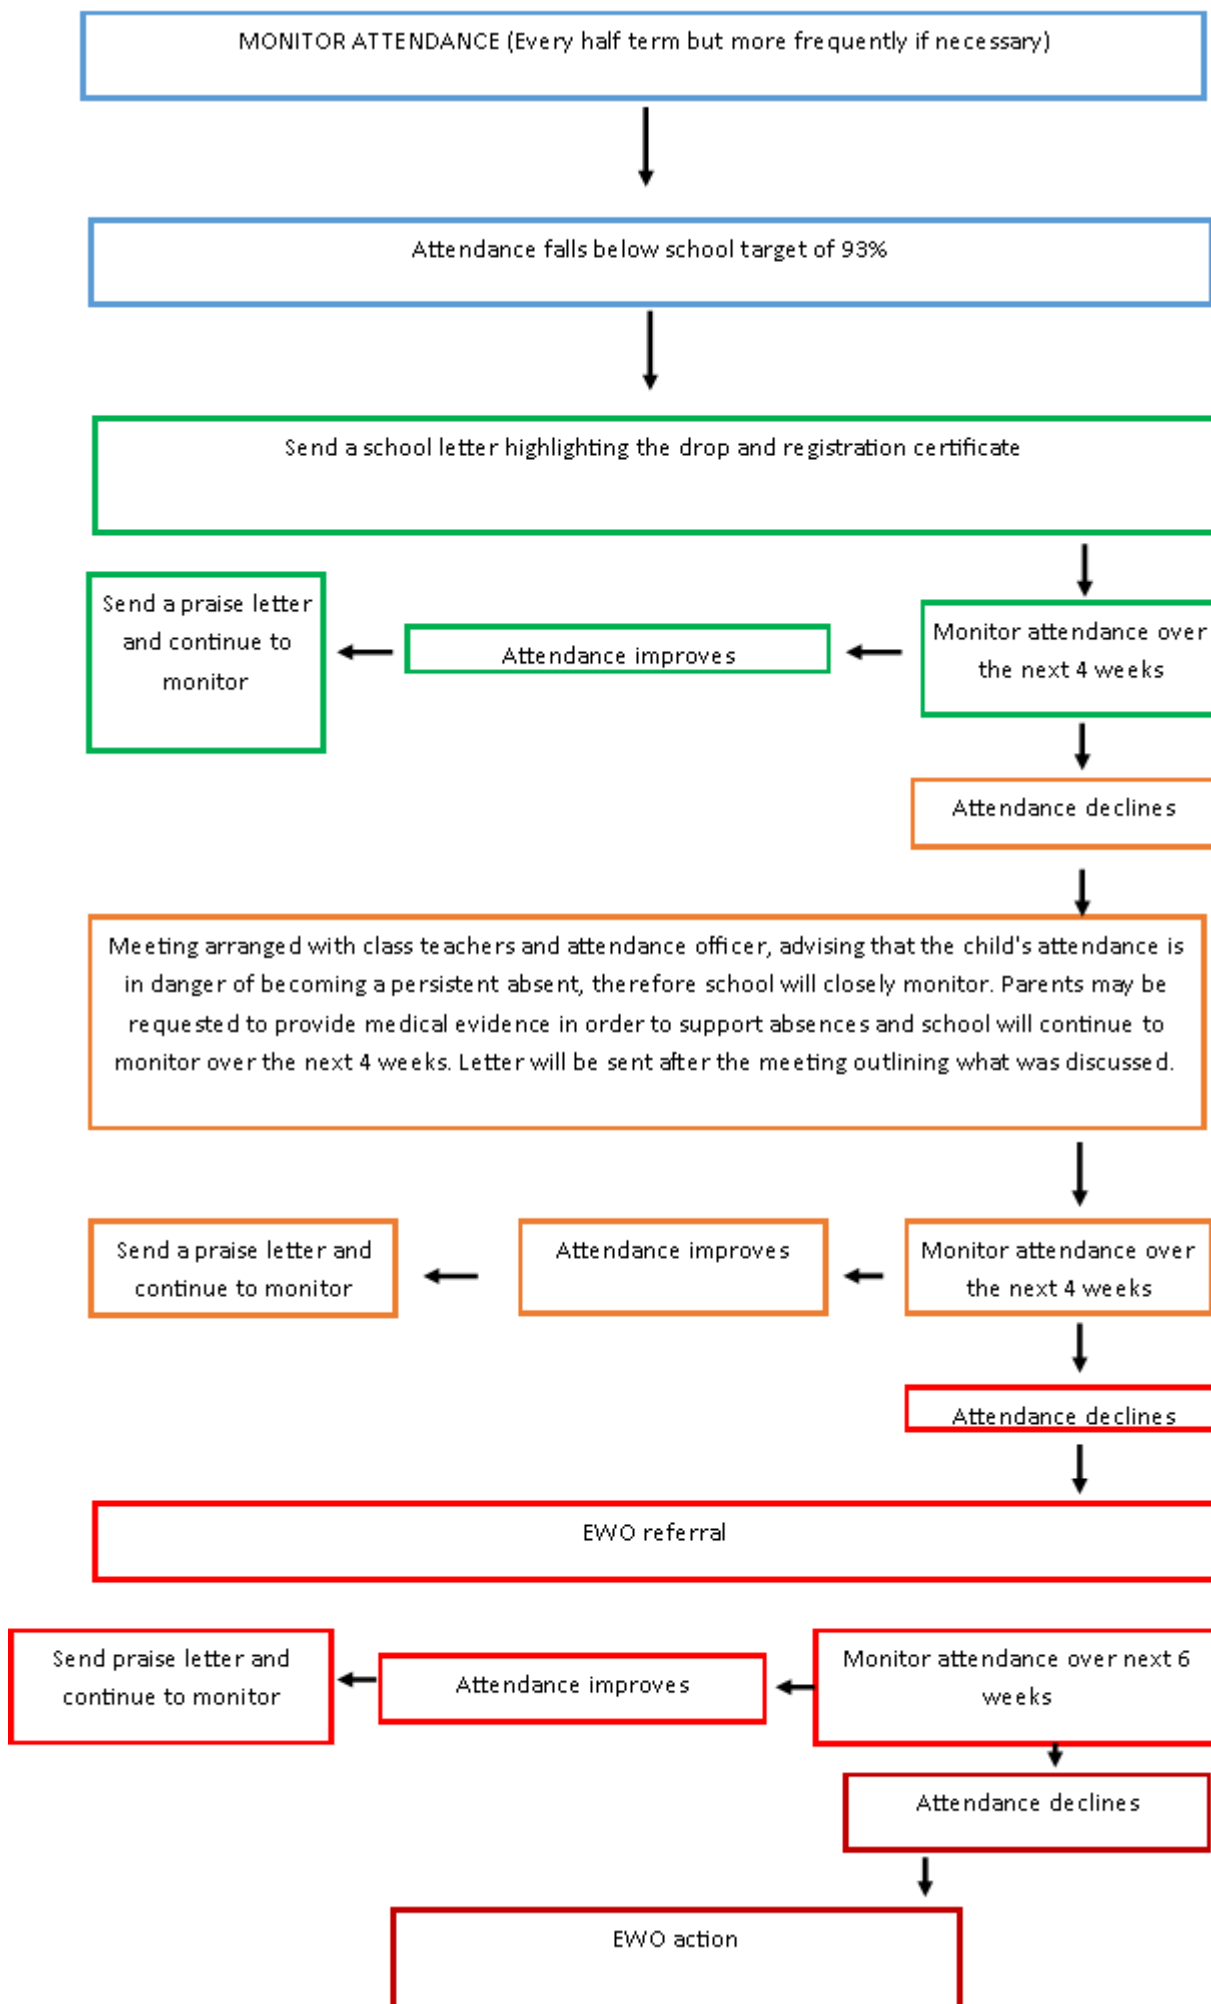 MONITOR ATTENDANCE (Every half term but more frequently if necessary)
Attendance falls below school target of 93%
Send a school letter highlighting the drop and registration certificate
Send a praise letter
and continue to
monitor
Attendance improves
Monitor attendance over
the next 4 weeks
Attendance declines
Meeting arranged with class teachers and attendance officer, advising that the child's attendance is
in danger of becoming a persistent absent, therefore school will closely monitor. Parents may be
requested to provide medical evidence in order to support absences and school will continue to
monitor over the next 4 weeks. Letter will be sent after the meeting outlining what was discussed.
Send a praise letter and
continue to monitor
Attendance improves
Monitor attendance over
the next 4 weeks
Attendance declines
EWO referral
Send praise letter and
continue to monitor
Attendance improves
Monitor attendance over next 6
weeks
Attendance declines
EWO action